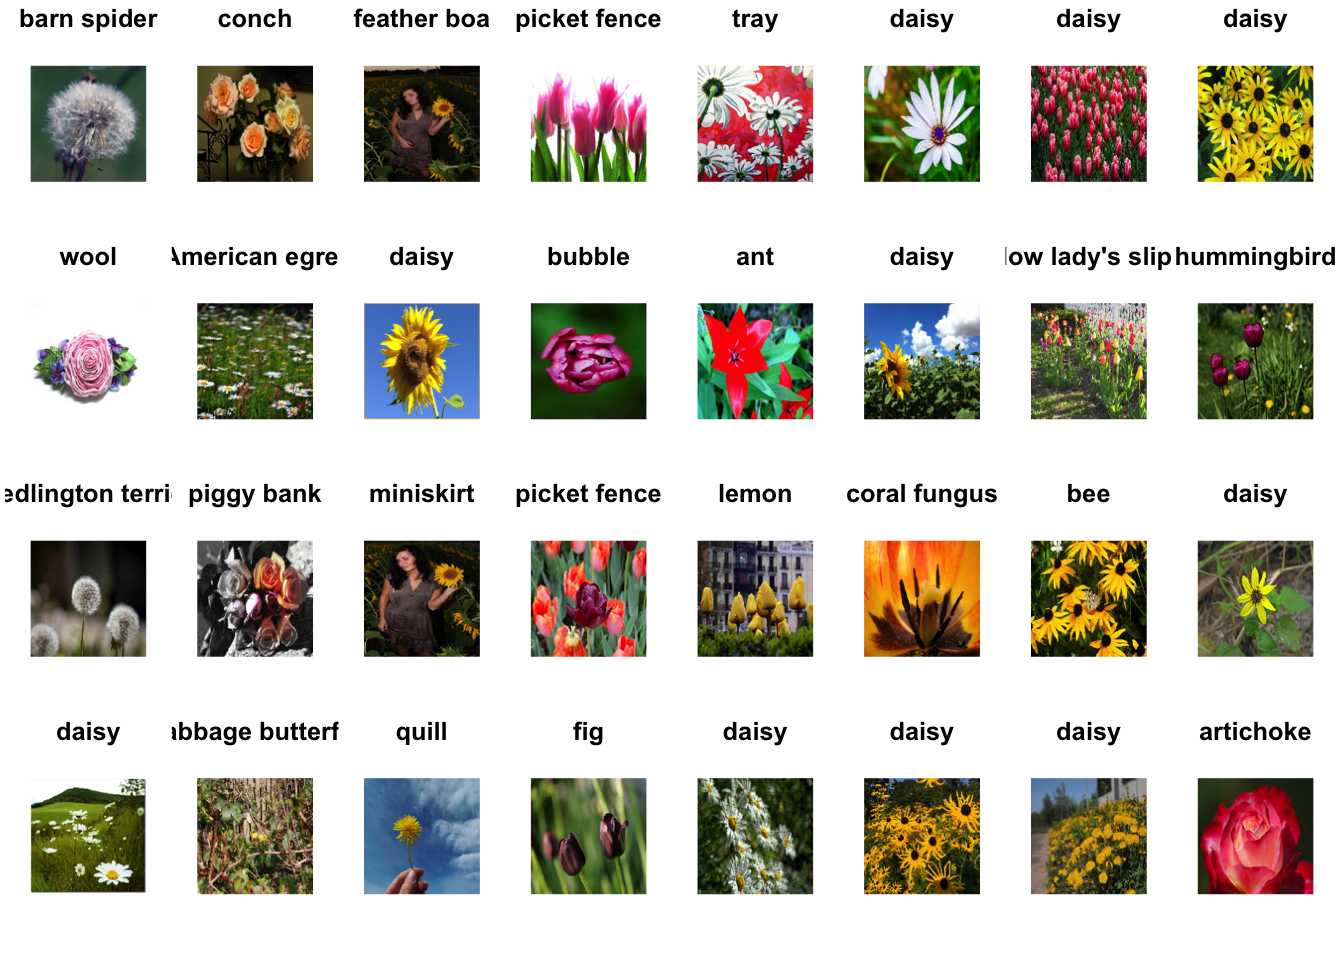 barn spider conch feather boa picket fence tray daisy daisy daisy
wool American egre daisy bubble ant daisy low lady's slip hummingbird
edlington terri piggy bank miniskirt picket fence lemon coral fungus bee daisy
daisy abbage butterf quill fig daisy daisy daisy artichoke